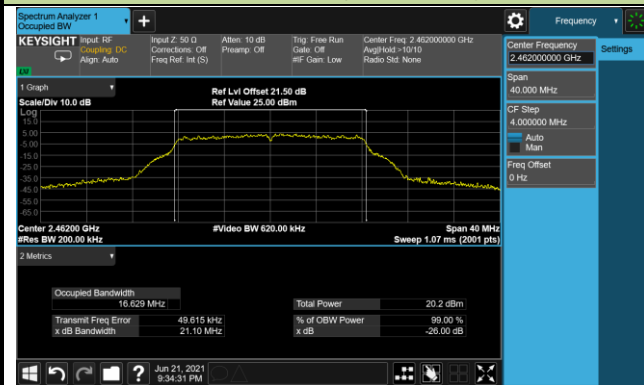 Spectrum Analyzer 1
Occupied BW
+
Frequency
KEYSIGHT
Input: RF
Coupling: DC
Align: Auto
Input Z: 50 Ω
Corrections: Off
Freq Ref: Int (S)
Atten: 10 dB
Preamp: Off
Trig: Free Run
Gate: Off
#IF Gain: Low
Center Freq: 2.462000000 GHz
Avg|Hold:>10/10
Radio Std: None
Center Frequency
2.462000000 GHz
Settings
Span
40.000 MHz
CF Step
4.000000 MHz
Auto
Man
Freq Offset
0 Hz
1 Graph
Scale/Div 10.0 dB
Ref Lvl Offset 21.50 dB
Ref Value 25.00 dBm
Log
15.0
5.00
-5.00
-15.0
-25.0
-35.0
-45.0
-55.0
-65.0
Center 2.46200 GHz
#Res BW 200.00 kHz
#Video BW 620.00 kHz
Span 40 MHz
Sweep 1.07 ms (2001 pts)
2 Metrics
Occupied Bandwidth
16.629 MHz
Total Power 20.2 dBm
Transmit Freq Error 49.615 kHz
% of OBW Power 99.00 %
x dB Bandwidth 21.10 MHz
x dB -26.00 dB
?
Jun 21, 2021
9:34:31 PM